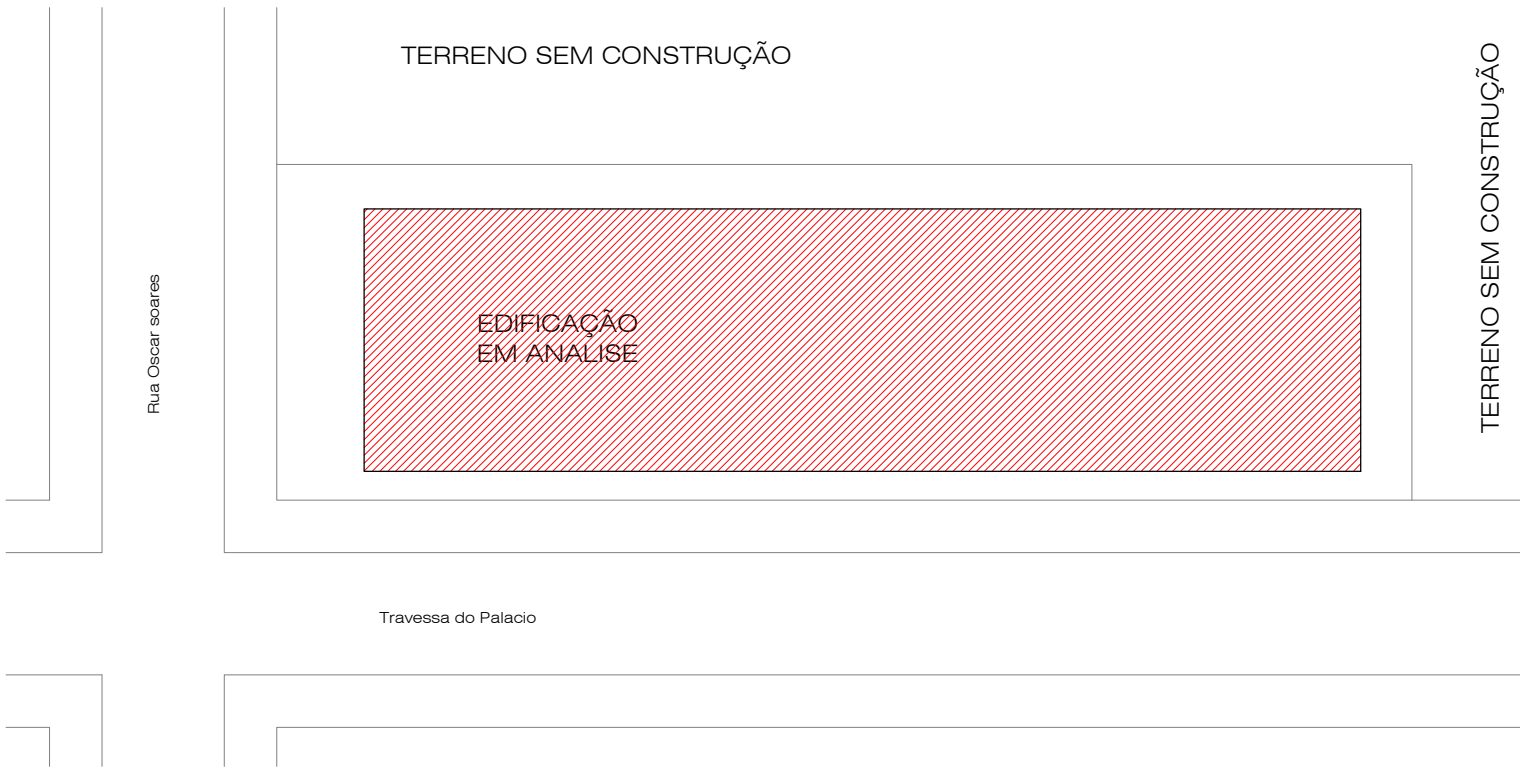 TERRENO SEM CONSTRUÇÃO
TERRENO SEM CONSTRUÇÃO
Rua Oscar soares
EDIFICAÇÃO
EM ANALISE
Travessa do Palacio